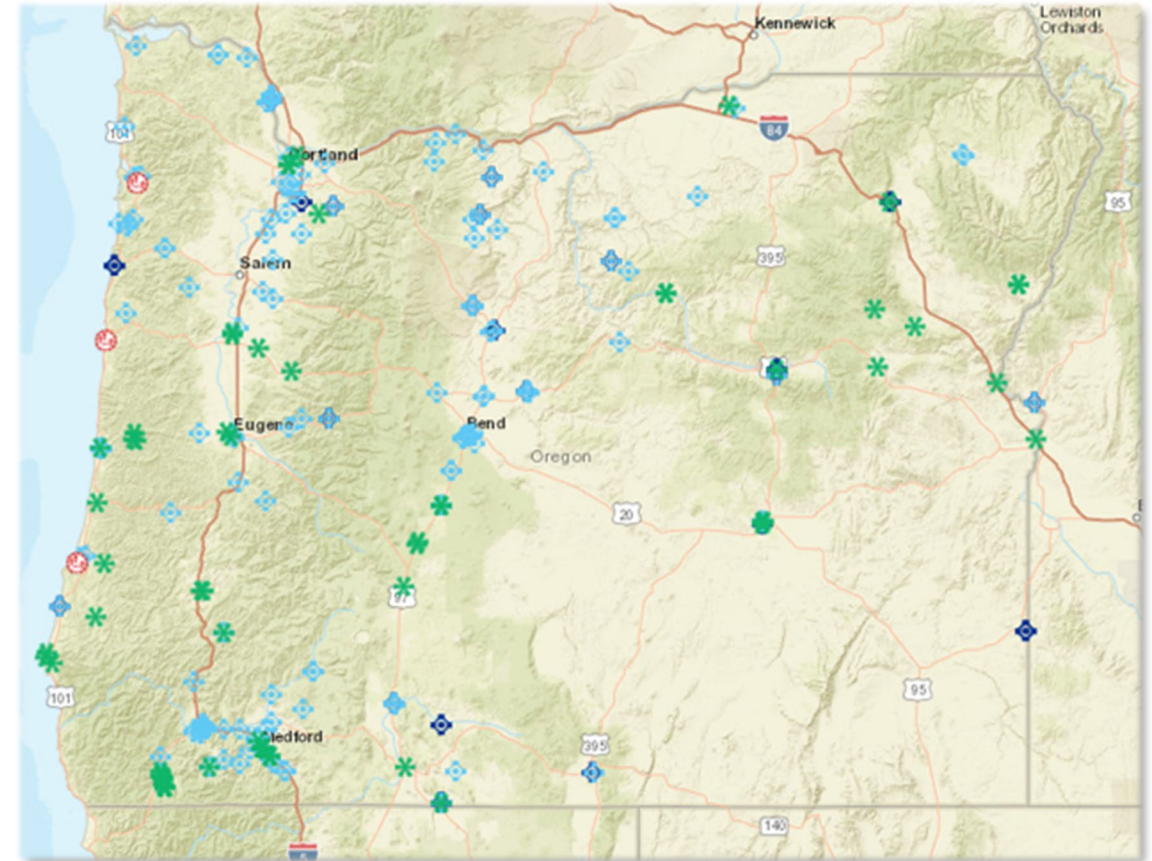 Kennewick
Lewiston
Orchards
104
84
Portland
95
Salem
395
Eugene
Bend
Oregon
20
97
101
95
Medford
395
140